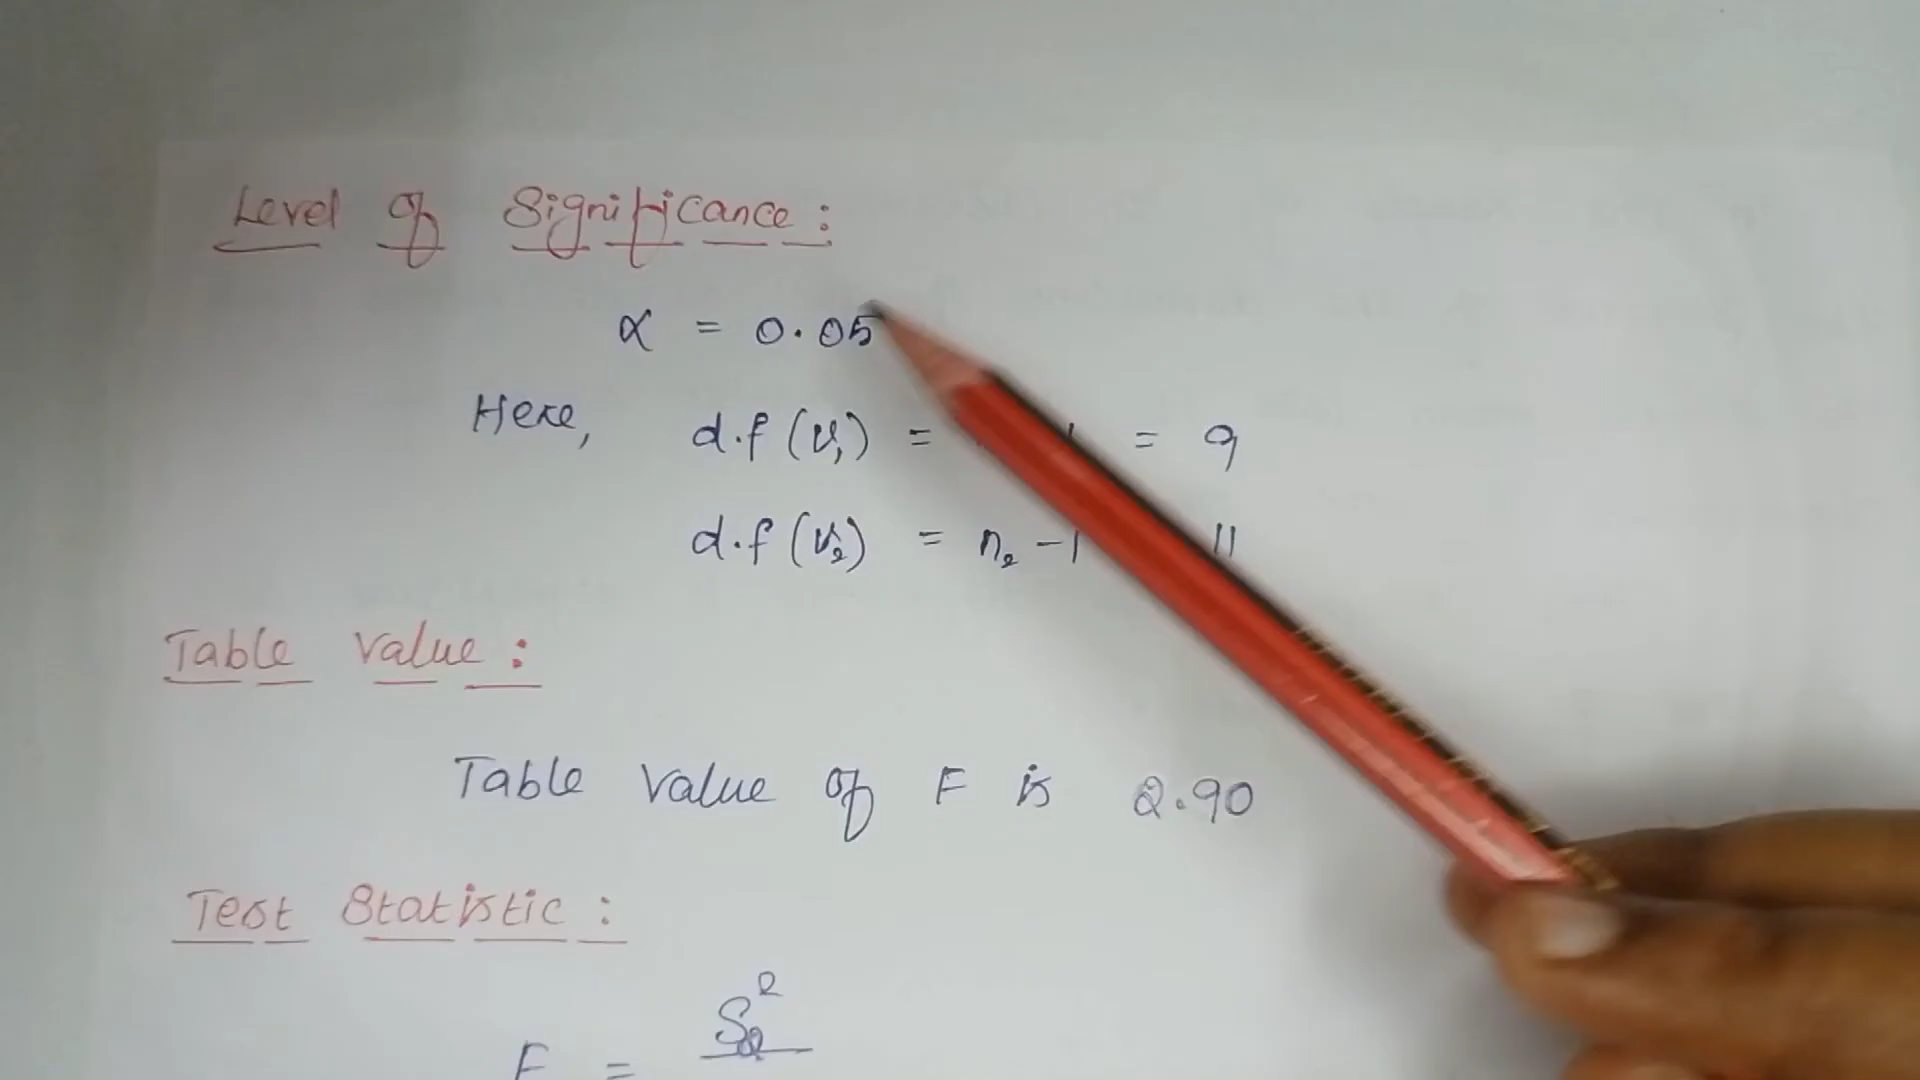 Level of Significance:
α = 0.05
Here, d.f (ν₁) = = 9
d.f (ν₂) = n₂ -1 11
Table Value:
Table Value of F is 2.90
Test Statistic:
S₂²
F =